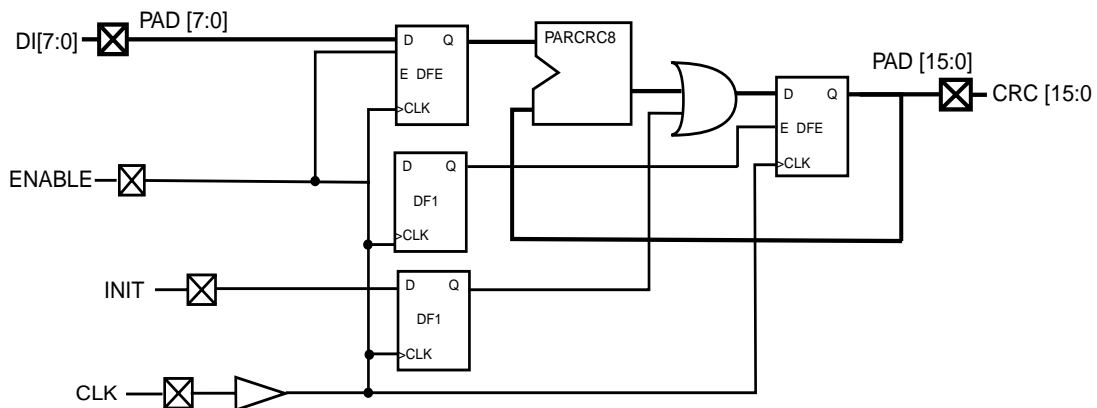 PAD [7:0]
DI[7:0]
D Q
E DFE
>CLK
PARCRC8
PAD [15:0]
CRC [15:0
D Q
E DFE
>CLK
ENABLE
D Q
DF1
>CLK
INIT
D Q
DF1
>CLK
CLK